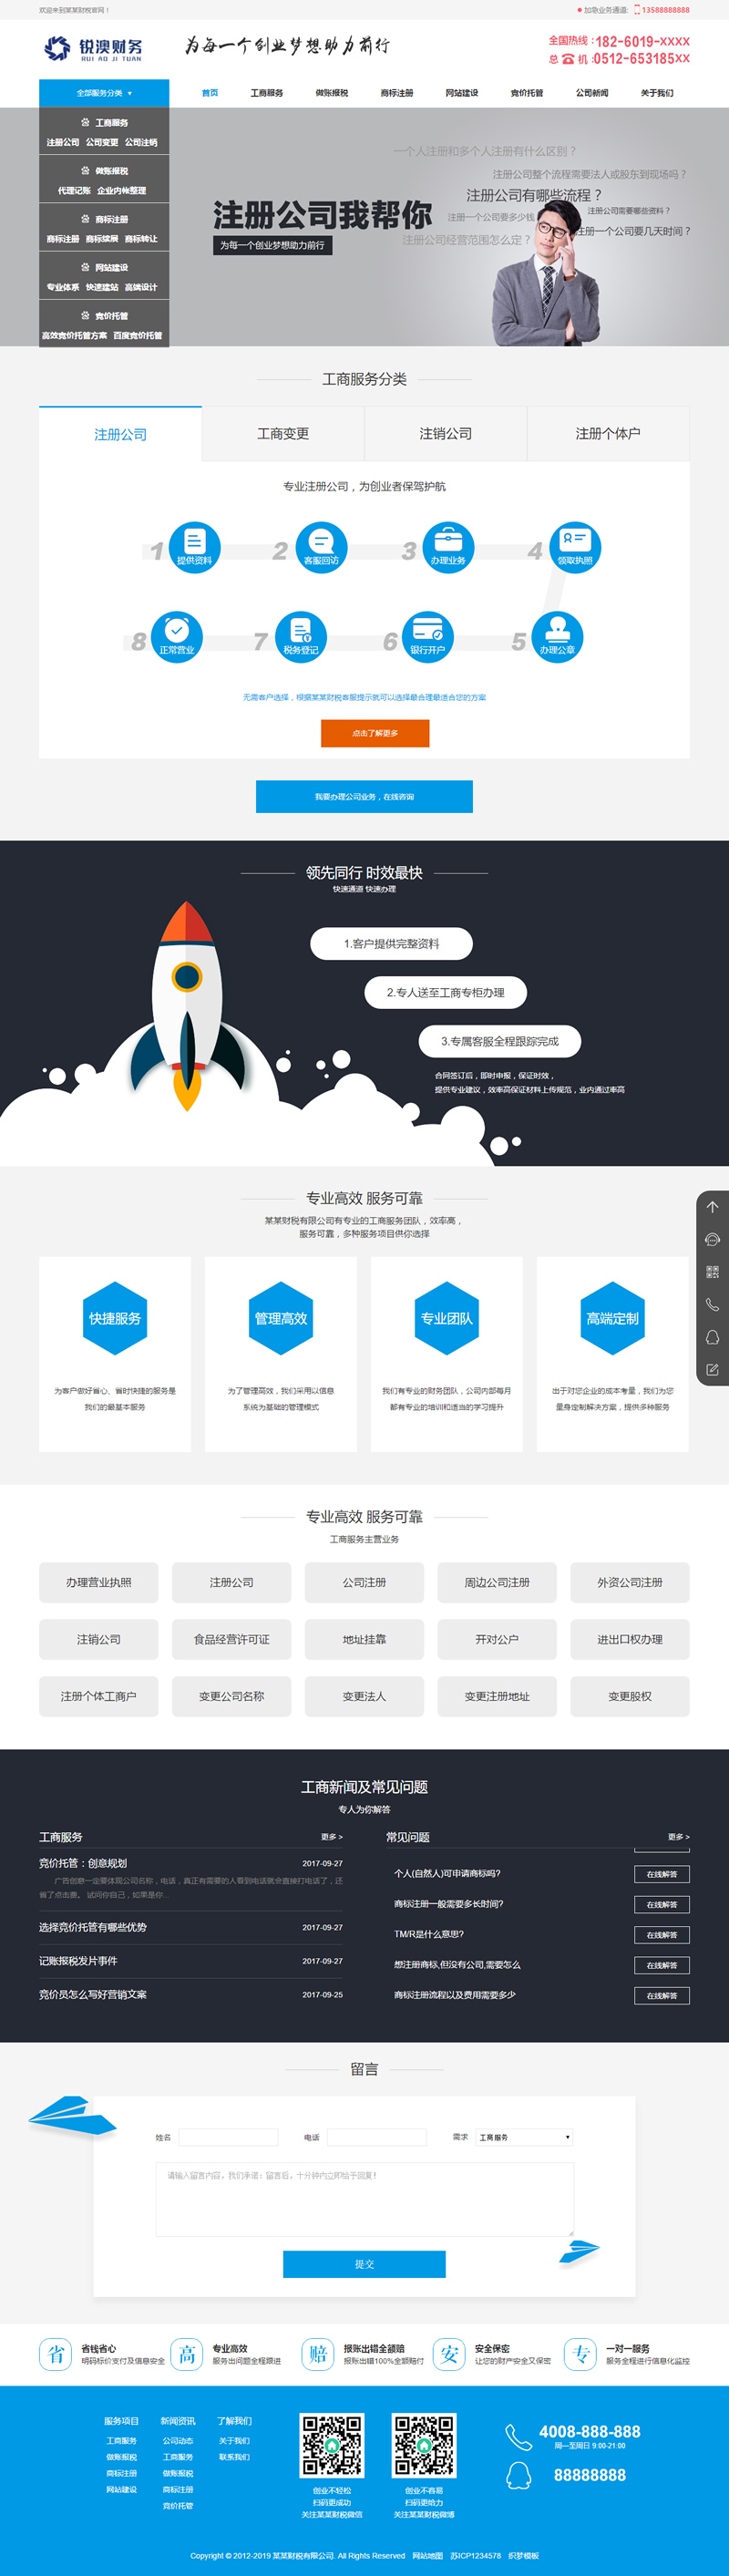 欢迎来到某某财税官网！
加急业务通道: 13588888888
锐澳财务
RUI AO JI TUAN
为每一个创业梦想助力前行
全国热线 :182-6019-XXXX
总 机 :0512-653185XX
全部服务分类
首页 工商服务 做账报税 商标注册 网站建设 竞价托管 公司新闻 关于我们
工商服务
注册公司 公司变更 公司注销
做账报税
代理记账 企业内帐整理
商标注册
商标注册 商标续展 商标转让
网站建设
专业体系 快速建站 高端设计
竞价托管
高效竞价托管方案 百度竞价托管
一个人注册和多个人注册有什么区别？
注册公司整个流程需要法人或股东到现场吗？
注册公司有哪些流程？
注册一个公司要多少钱
注册公司需要哪些资料？
注册一个公司要几天时间？
注册公司经营范围怎么定？
注册公司我帮你
为每一个创业梦想助力前行
工商服务分类
注册公司 工商变更 注销公司 注册个体户
专业注册公司，为创业者保驾护航
1 提供资料
2 客服回访
3 办理业务
4 领取执照
8 正常营业
7 税务登记
6 银行开户
5 办理公章
无需客户选择，根据某某财税客服提示就可以选择最合理最适合您的方案
点击了解更多
我要办理公司业务，在线咨询
领先同行 时效最快
快速通道 快速办理
1.客户提供完整资料
2.专人送至工商专柜办理
3.专属客服全程跟踪完成
合同签订后，即时申报，保证时效，
提供专业建议，效率高保证材料上传规范，业内通过率高
专业高效 服务可靠
某某财税有限公司有专业的工商服务团队，效率高，
服务可靠，多种服务项目供你选择
快捷服务
管理高效
专业团队
高端定制
为客户做好省心、省时快捷的服务是
我们的最基本服务
为了管理高效，我们采用以信息
系统为基础的管理模式
我们有专业的财务团队，公司内部每月
都有专业的培训和适当的学习提升
出于对您企业的成本考量，我们为您
量身定制解决方案，提供多种服务
专业高效 服务可靠
工商服务主营业务
办理营业执照 注册公司 公司注册 周边公司注册 外资公司注册
注销公司 食品经营许可证 地址挂靠 开对公户 进出口权办理
注册个体工商户 变更公司名称 变更法人 变更注册地址 变更股权
工商新闻及常见问题
专人为你解答
工商服务 更多 >
竞价托管：创意规划 2017-09-27
广告创意一定要体现公司名称，电话，真正有需要的人看到电话就会直接打电话了，还
省了点击费。 试问你自己，如果是你...
选择竞价托管有哪些优势 2017-09-27
记账报税发片事件 2017-09-27
竞价员怎么写好营销文案 2017-09-25
常见问题 更多 >
个人(自然人)可申请商标吗? 在线解答
商标注册一般需要多长时间? 在线解答
TM/R是什么意思? 在线解答
想注册商标,但没有公司,需要怎么 在线解答
商标注册流程以及费用需要多少 在线解答
留言
姓名 电话 需求 工商服务
请输入留言内容，我们承诺：留言后，十分钟内立即给予回复！
提交
省 省钱省心
明码标价支付及信息安全
高 专业高效
服务出问题全程跟进
赔 报账出错全额赔
报账出错100%全额赔付
安 安全保密
让您的财产安全又保密
专 一对一服务
服务全程进行信息化监控
服务项目
工商服务
做账报税
商标注册
网站建设
新闻资讯
公司动态
工商服务
做账报税
商标注册
竞价托管
了解我们
关于我们
联系我们
创业不轻松
扫码更成功
关注某某财税微信
创业不容易
扫码更给力
关注某某财税微博
4008-888-888
周一至周日 9:00-21:00
88888888
Copyright © 2012-2019 某某财税有限公司. All Rights Reserved 网站地图 苏ICP1234578 织梦模板